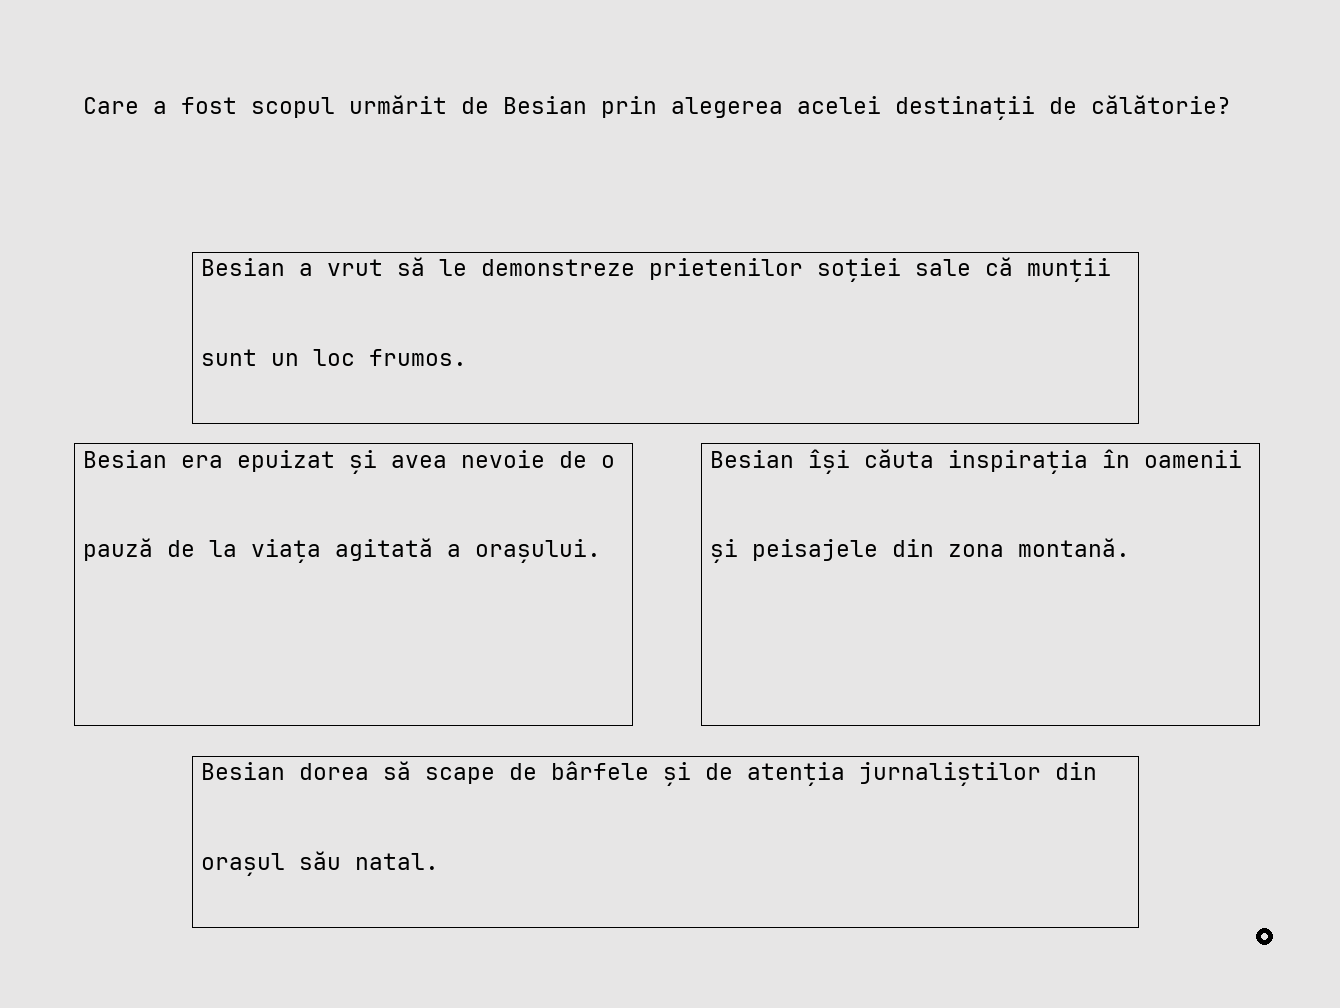 Care a fost scopul urmărit de Besian prin alegerea acelei destinații de călătorie?
Besian a vrut să le demonstreze prietenilor soției sale că munții
sunt un loc frumos.
Besian era epuizat și avea nevoie de o
pauză de la viața agitată a orașului.
Besian își căuta inspirația în oamenii
și peisajele din zona montană.
Besian dorea să scape de bârfele și de atenția jurnaliștilor din
orașul său natal.